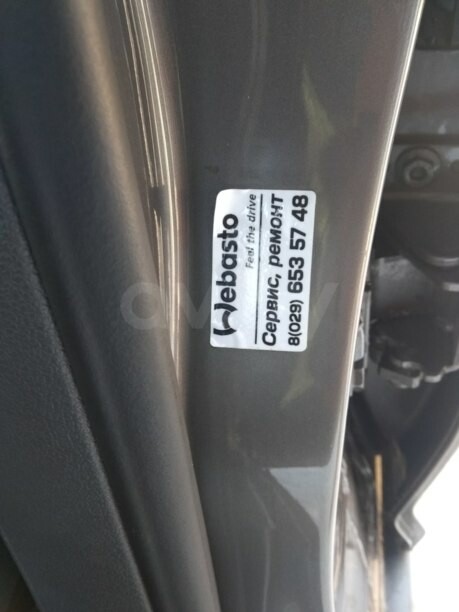 Webasto
Feel the drive
Сервис, ремонт
8(029) 653 57 48